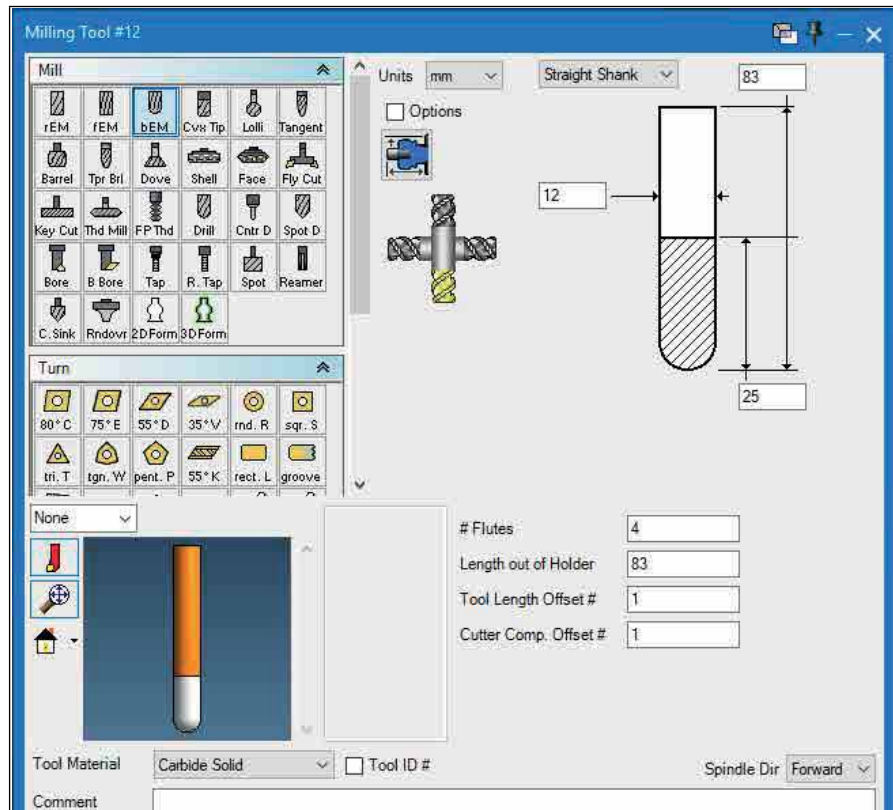 Milling Tool #12
Mill
rEM fEM bEM Cvx Tip Lolli Tangent
Barrel Tpr Brl Dove Shell Face Fly Cut
Key Cut Thd Mill FP Thd Drill Cntr D Spot D
Bore B Bore Tap R. Tap Spot Reamer
C. Sink Rndovr 2DForm 3DForm
Turn
80° C 75° E 55° D 35° V rnd. R sqr. S
tri. T tgn. W pent. P 55° K rect. L groove
Units mm
Straight Shank
83
Options
12
25
None
# Flutes 4
Length out of Holder 83
Tool Length Offset # 1
Cutter Comp. Offset # 1
Tool Material Carbide Solid Tool ID # Spindle Dir Forward
Comment